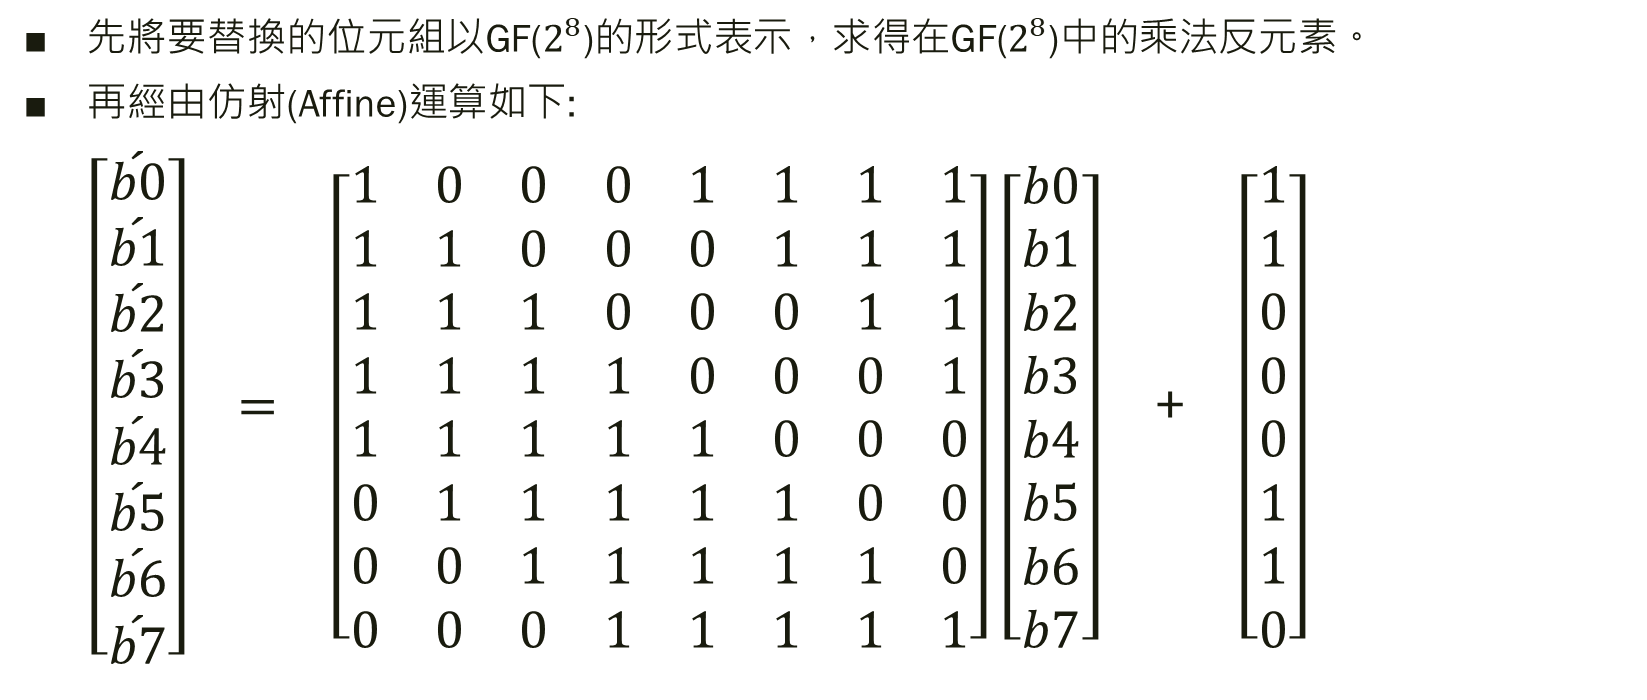 ■ 先將要替換的位元組以GF(2⁸)的形式表示，求得在GF(2⁸)中的乘法反元素。
■ 再經由仿射(Affine)運算如下:
[b́0] [1 0 0 0 1 1 1 1] [b0] [1]
[b́1] [1 1 0 0 0 1 1 1] [b1] [1]
[b́2] [1 1 1 0 0 0 1 1] [b2] [0]
[b́3] [1 1 1 1 0 0 0 1] [b3] [0]
[b́4] = [1 1 1 1 1 0 0 0] [b4] + [0]
[b́5] [0 1 1 1 1 1 0 0] [b5] [1]
[b́6] [0 0 1 1 1 1 1 0] [b6] [1]
[b́7] [0 0 0 1 1 1 1 1] [b7] [0]